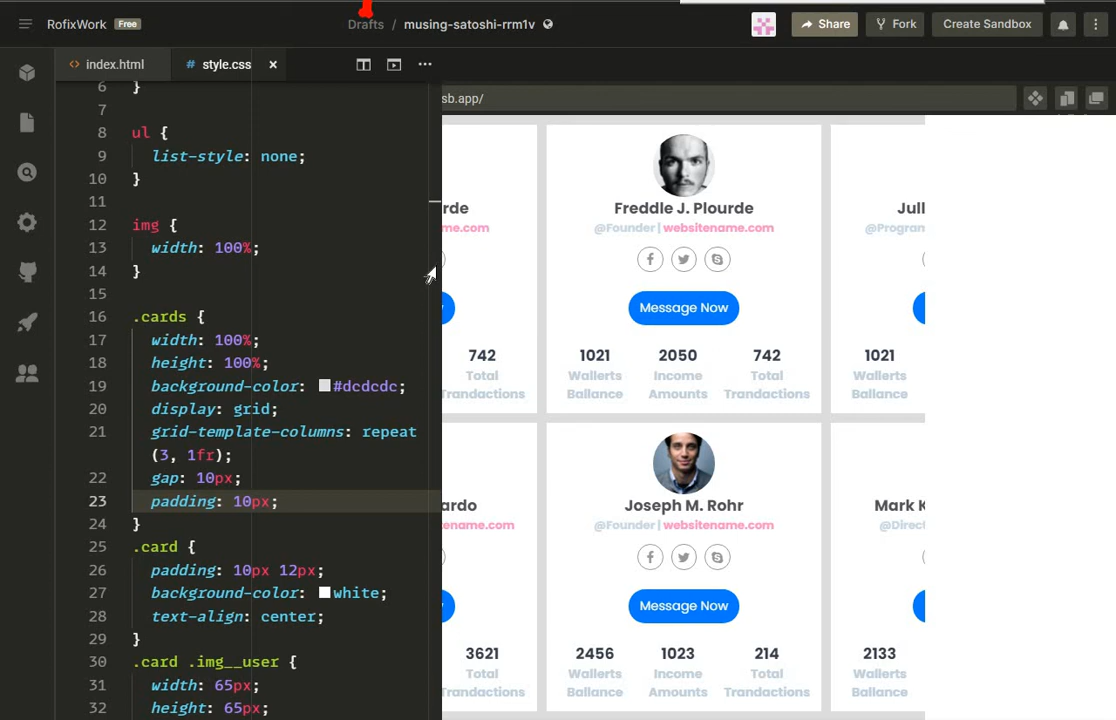 RofixWork Free
Drafts / musing-satoshi-rrm1v
Share
Fork
Create Sandbox
index.html
style.css
sb.app/
6 }
7
8 ul {
9 list-style: none;
10 }
11
12 img {
13 width: 100%;
14 }
15
16 .cards {
17 width: 100%;
18 height: 100%;
19 background-color: #dcdcdc;
20 display: grid;
21 grid-template-columns: repeat
(3, 1fr);
22 gap: 10px;
23 padding: 10px;
24 }
25 .card {
26 padding: 10px 12px;
27 background-color: white;
28 text-align: center;
29 }
30 .card .img__user {
31 width: 65px;
32 height: 65px;
rde
me.com
742
Total
Trandactions
Freddle J. Plourde
@Founder | websitename.com
Message Now
1021 2050 742
Wallerts Income Total
Ballance Amounts Trandactions
Jull
@Progran
1021
Wallerts
Ballance
ardo
etename.com
3621
Total
Trandactions
Joseph M. Rohr
@Founder | websitename.com
Message Now
2456 1023 214
Wallerts Income Total
Ballance Amounts Trandactions
Mark K
@Direct
2133
Wallerts
Ballance